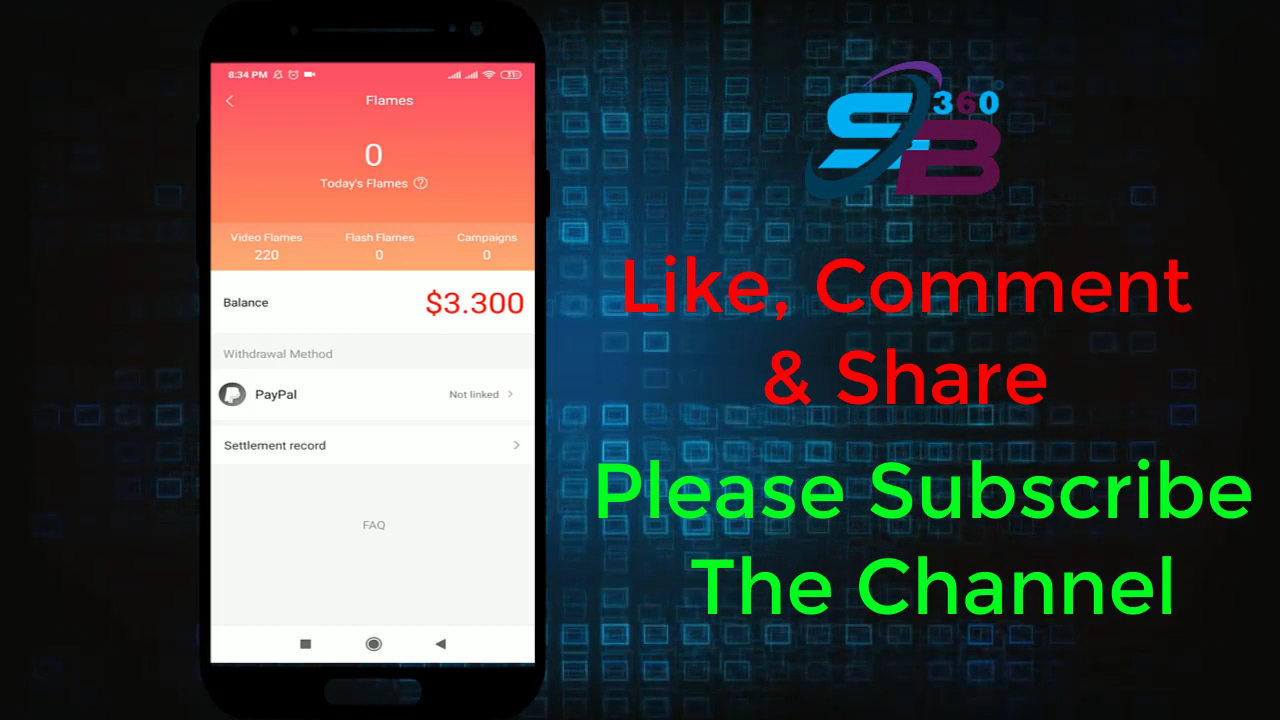 8:34 PM
31
Flames
0
Today's Flames ?
Video Flames Flash Flames Campaigns
220 0 0
Balance $3.300
Withdrawal Method
PayPal Not linked
Settlement record
FAQ
360°
SB
Like, Comment
& Share
Please Subscribe
The Channel